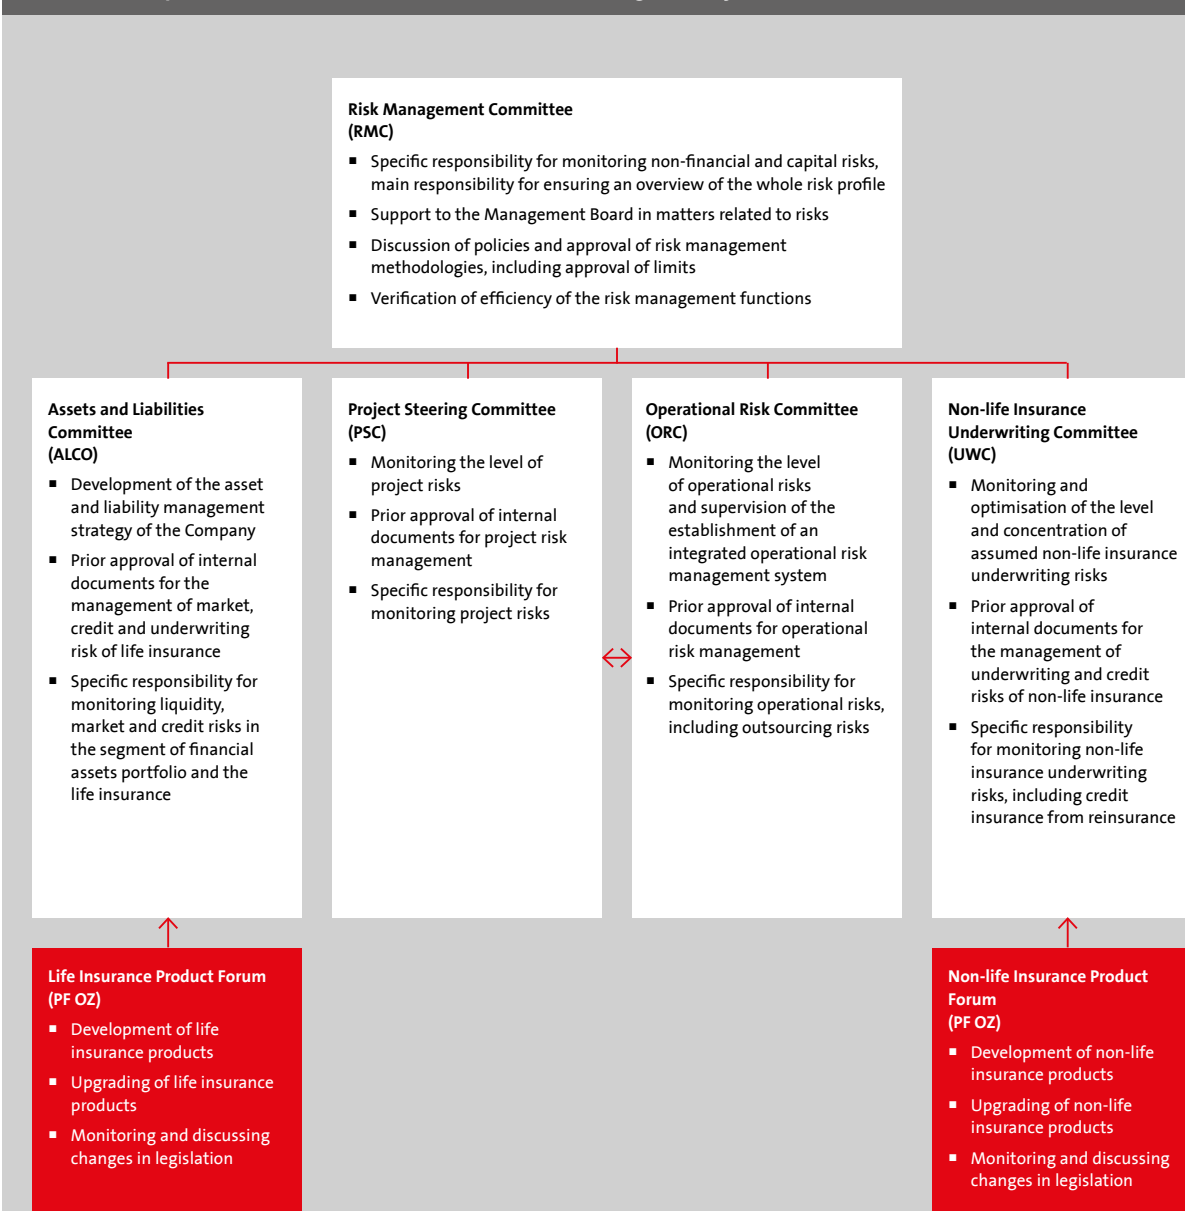 Risk Management Committee
(RMC)
▪ Specific responsibility for monitoring non-financial and capital risks,
main responsibility for ensuring an overview of the whole risk profile
▪ Support to the Management Board in matters related to risks
▪ Discussion of policies and approval of risk management
methodologies, including approval of limits
▪ Verification of efficiency of the risk management functions
Assets and Liabilities
Committee
(ALCO)
▪ Development of the asset
and liability management
strategy of the Company
▪ Prior approval of internal
documents for the
management of market,
credit and underwriting
risk of life insurance
▪ Specific responsibility for
monitoring liquidity,
market and credit risks in
the segment of financial
assets portfolio and the
life insurance
Project Steering Committee
(PSC)
▪ Monitoring the level of
project risks
▪ Prior approval of internal
documents for project risk
management
▪ Specific responsibility for
monitoring project risks
Operational Risk Committee
(ORC)
▪ Monitoring the level
of operational risks
and supervision of the
establishment of an
integrated operational risk
management system
▪ Prior approval of internal
documents for operational
risk management
▪ Specific responsibility for
monitoring operational risks,
including outsourcing risks
Non-life Insurance
Underwriting Committee
(UWC)
▪ Monitoring and
optimisation of the level
and concentration of
assumed non-life insurance
underwriting risks
▪ Prior approval of
internal documents for
the management of
underwriting and credit
risks of non-life insurance
▪ Specific responsibility
for monitoring non-life
insurance underwriting
risks, including credit
insurance from reinsurance
Life Insurance Product Forum
(PF OZ)
▪ Development of life
insurance products
▪ Upgrading of life insurance
products
▪ Monitoring and discussing
changes in legislation
Non-life Insurance Product
Forum
(PF OZ)
▪ Development of non-life
insurance products
▪ Upgrading of non-life
insurance products
▪ Monitoring and discussing
changes in legislation